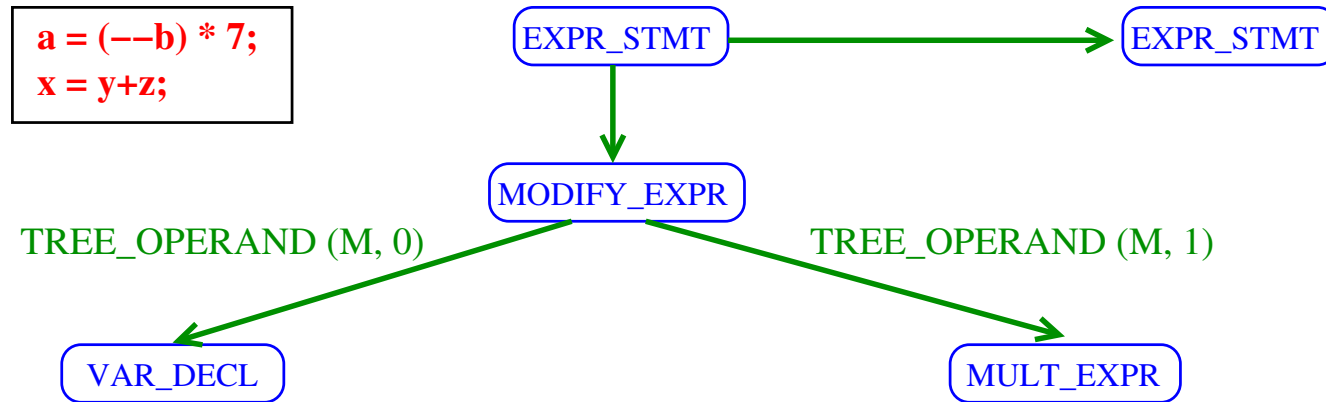 a = (−−b) * 7;
x = y+z;
EXPR_STMT
EXPR_STMT
MODIFY_EXPR
TREE_OPERAND (M, 0)
TREE_OPERAND (M, 1)
VAR_DECL
MULT_EXPR